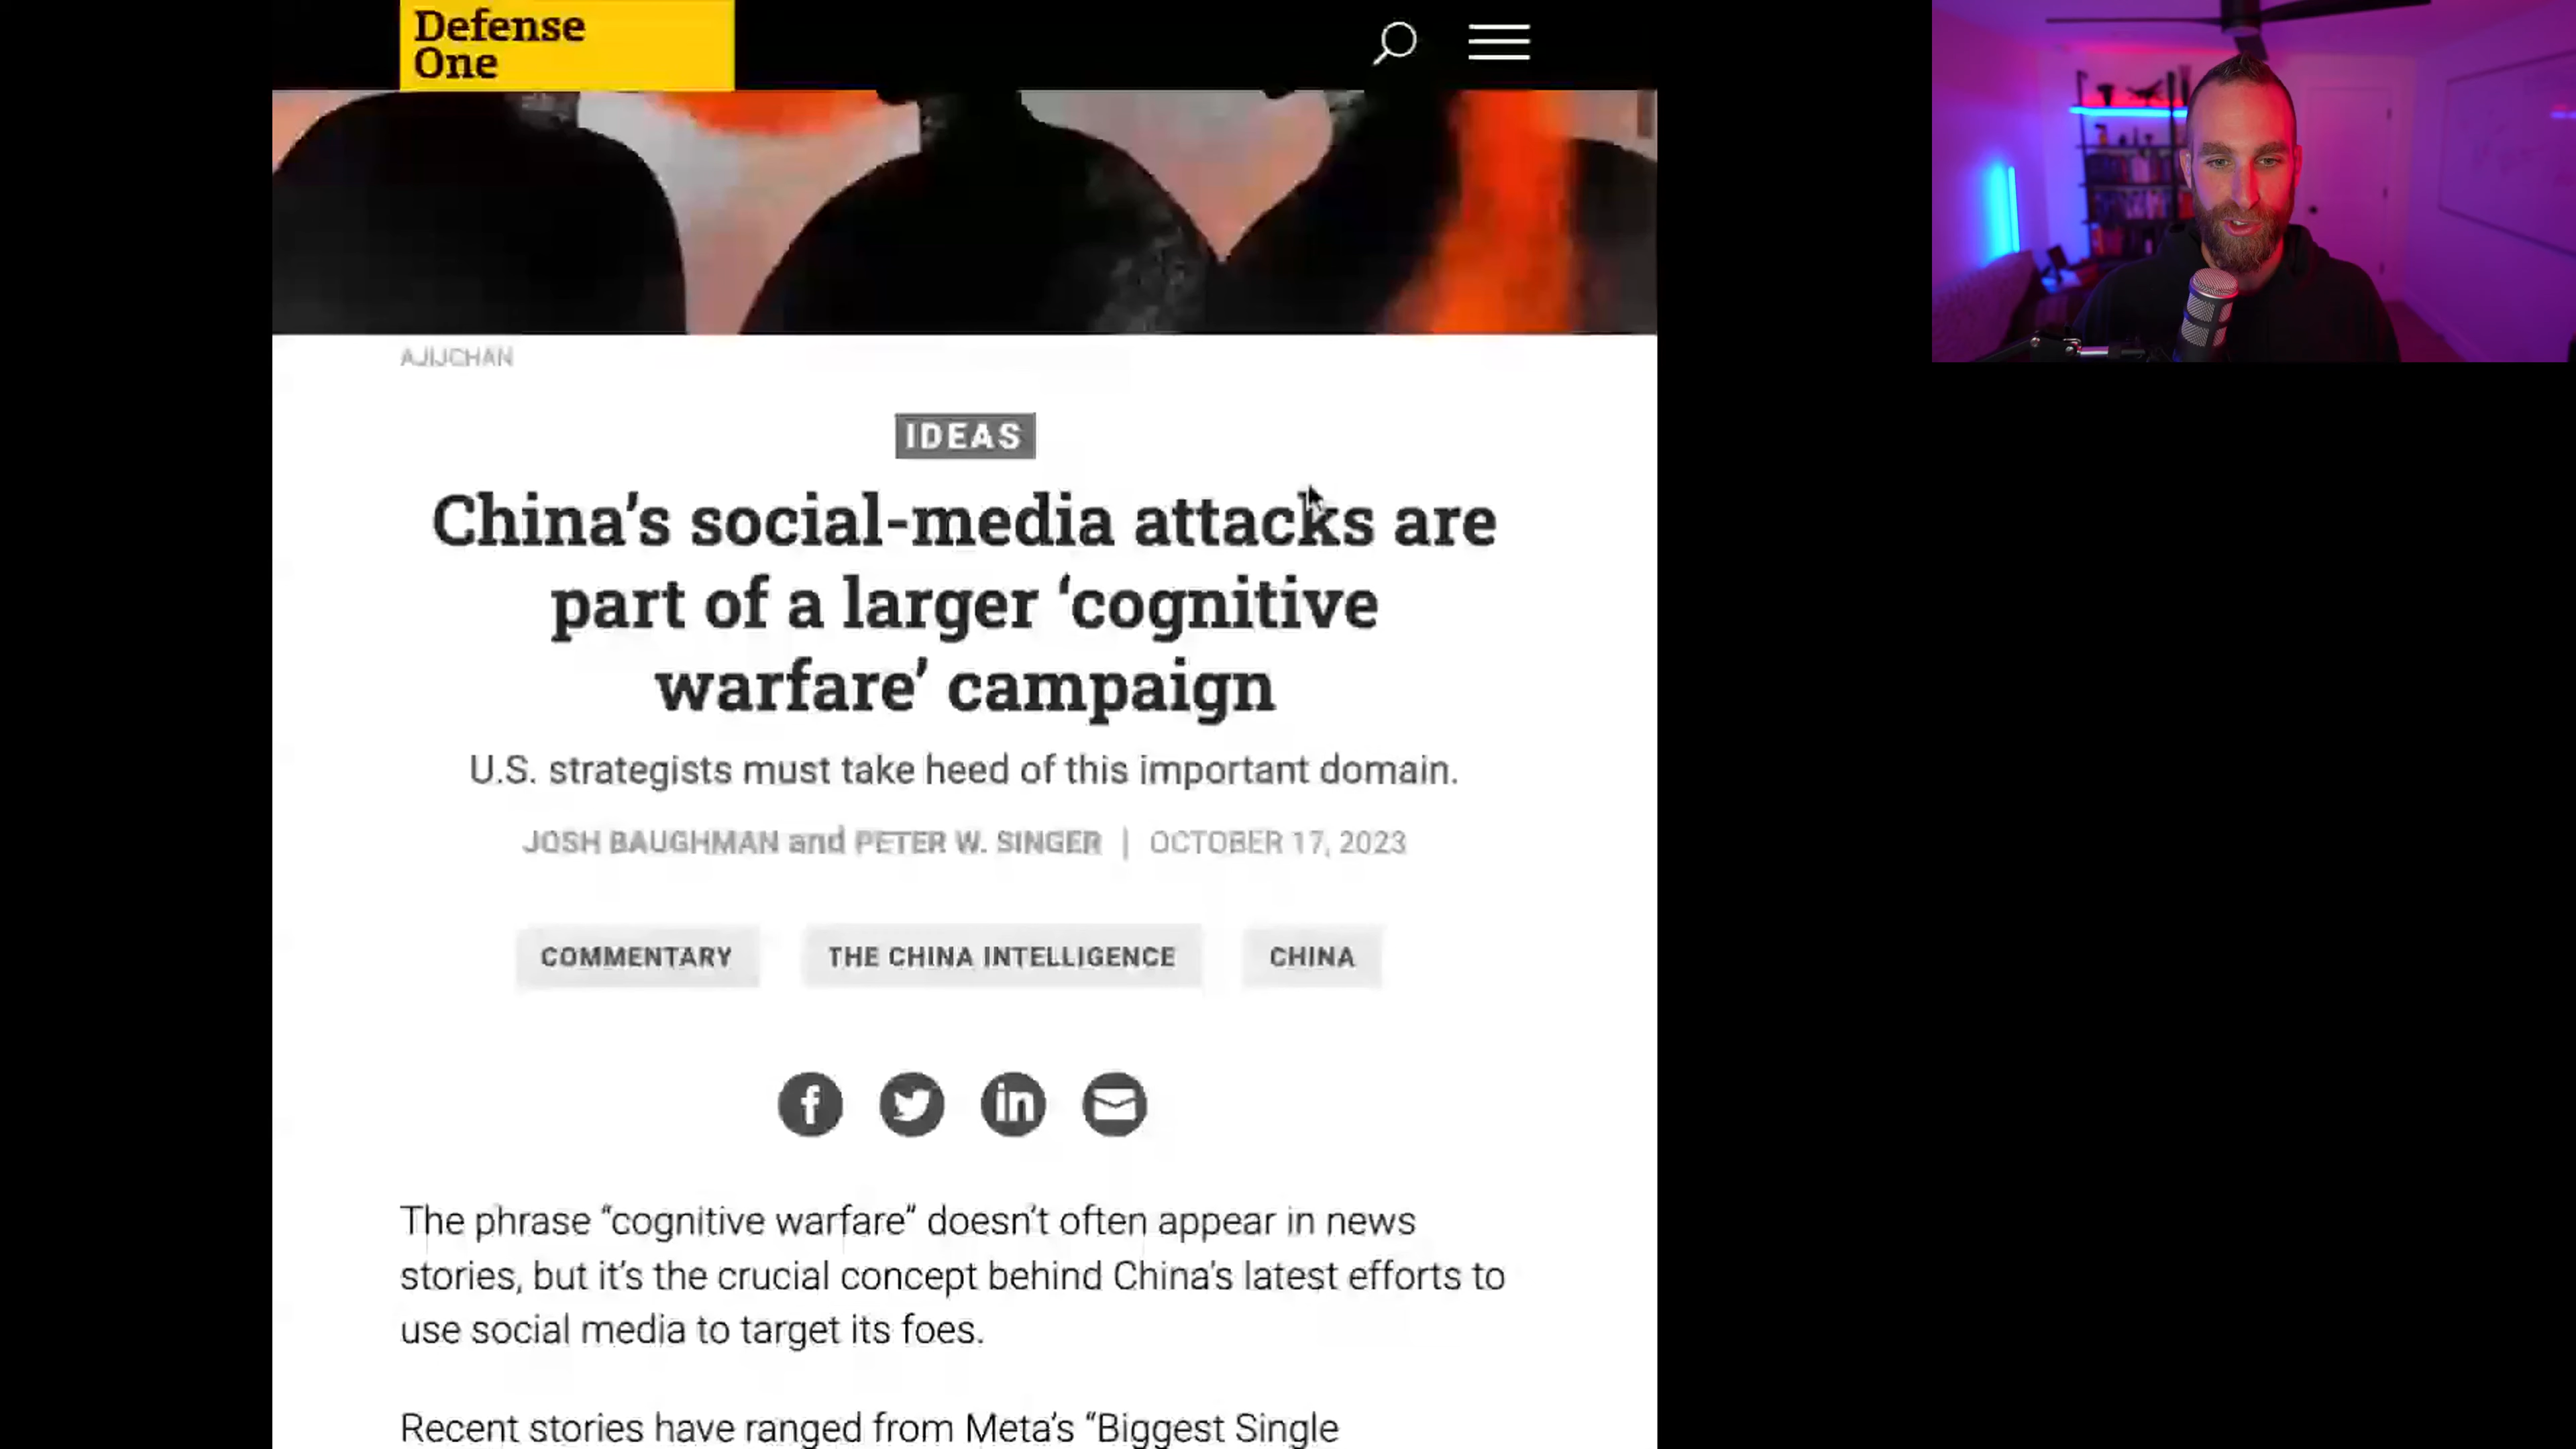 Defense
One
AJIJCHAN
IDEAS
China’s social-media attacks are
part of a larger ‘cognitive
warfare’ campaign
U.S. strategists must take heed of this important domain.
JOSH BAUGHMAN and PETER W. SINGER | OCTOBER 17, 2023
COMMENTARY THE CHINA INTELLIGENCE CHINA
The phrase “cognitive warfare” doesn’t often appear in news
stories, but it’s the crucial concept behind China’s latest efforts to
use social media to target its foes.
Recent stories have ranged from Meta’s “Biggest Single